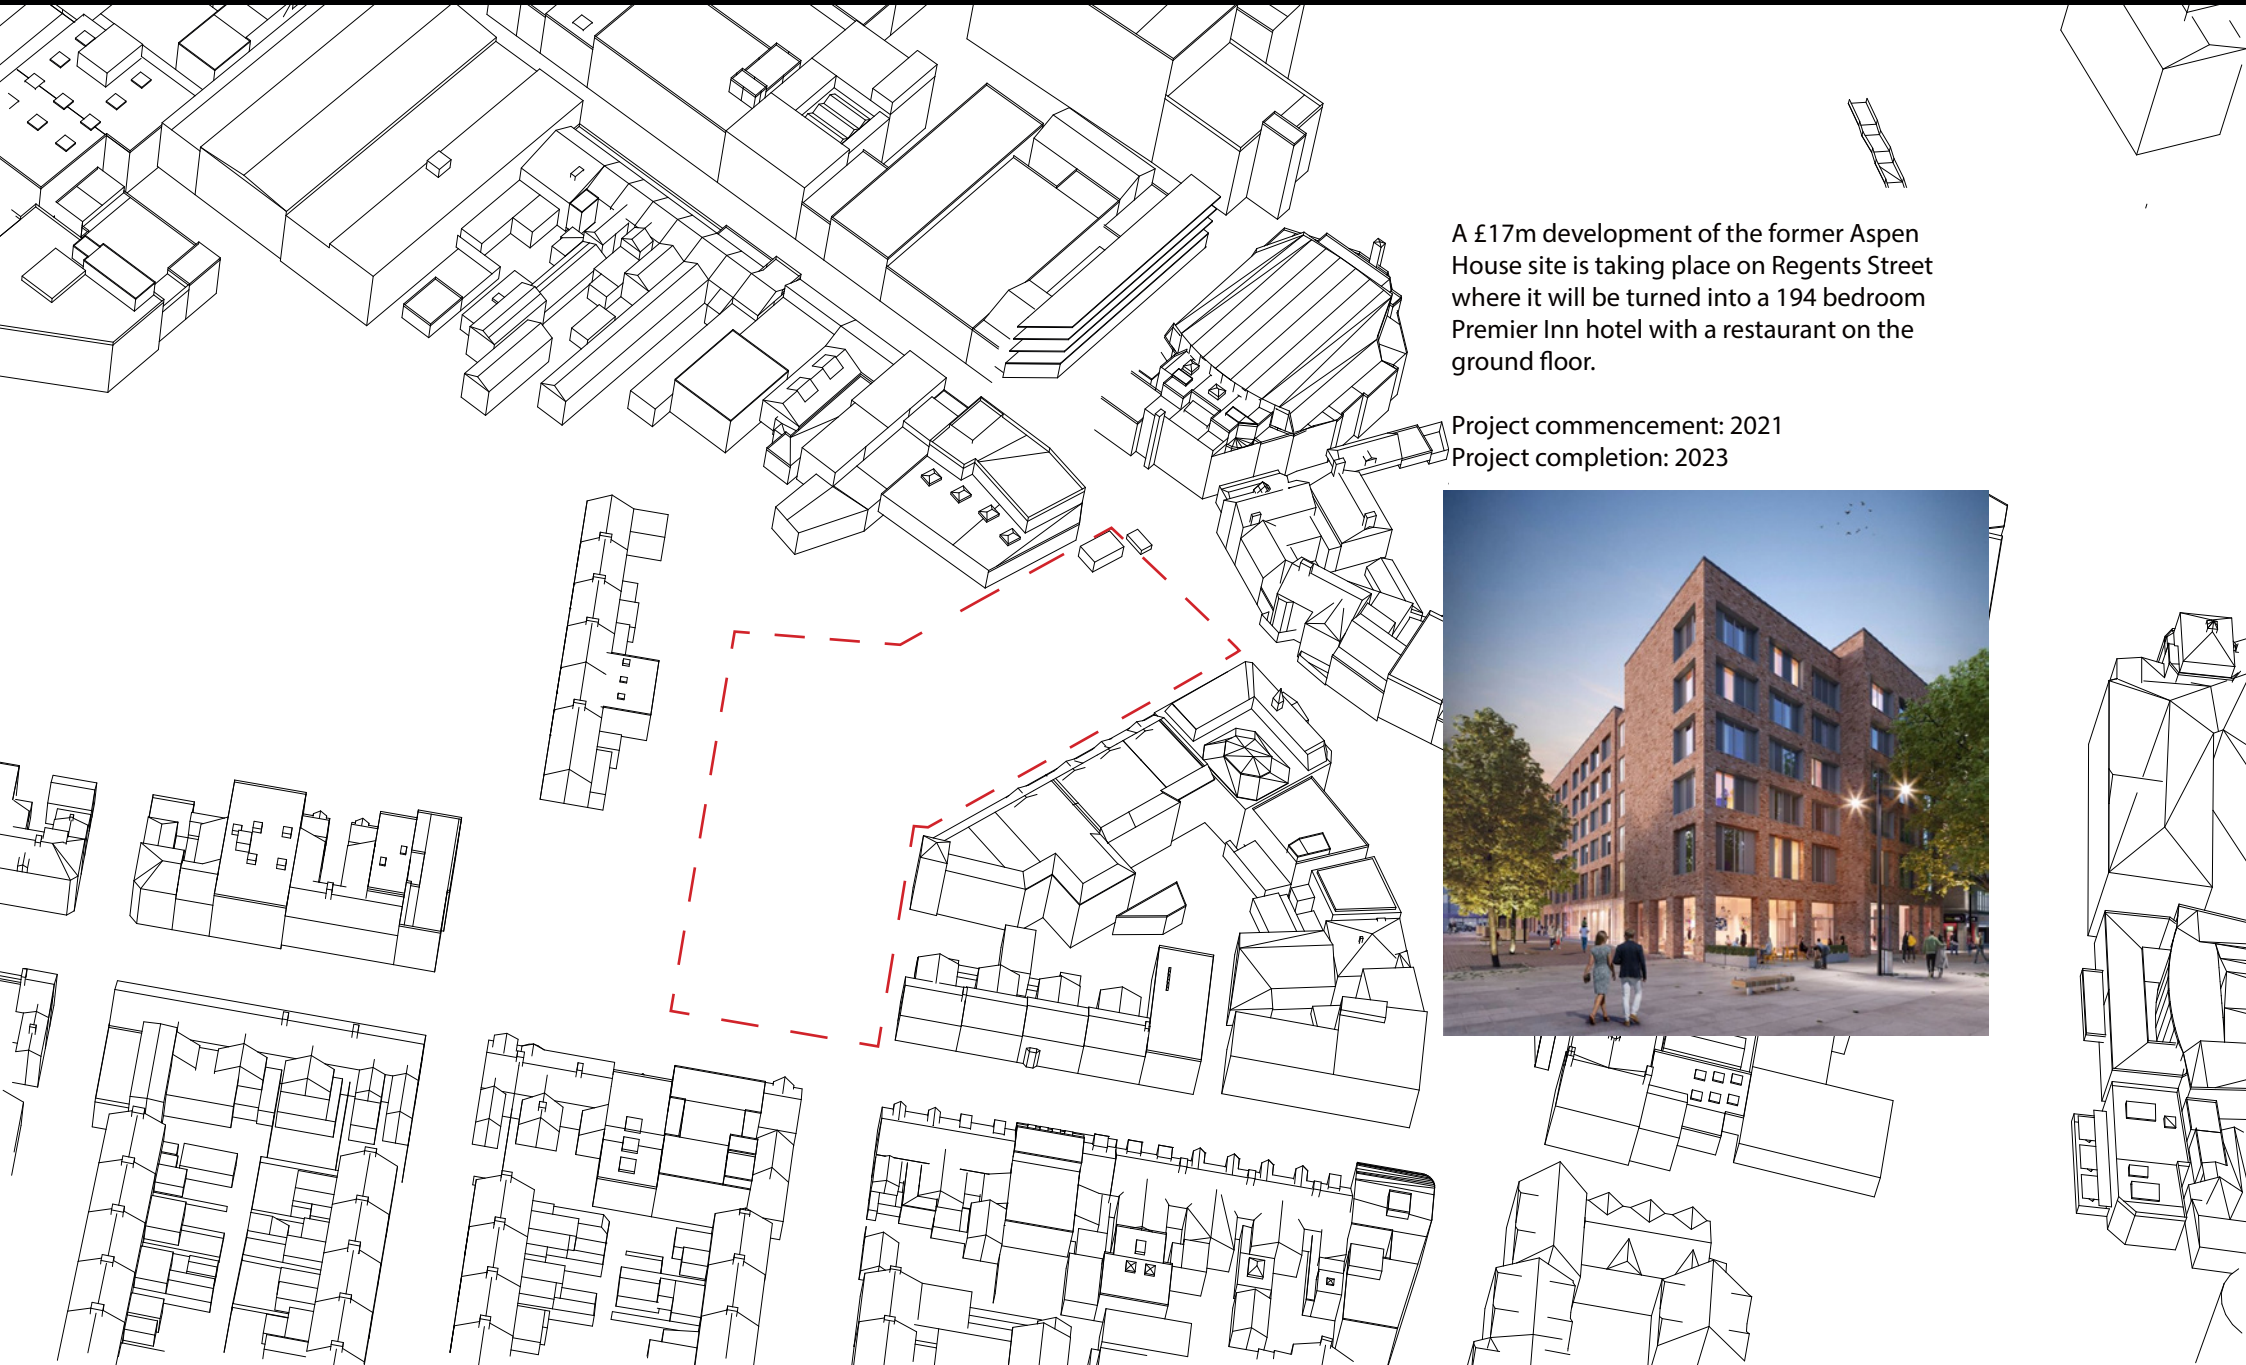 A £17m development of the former Aspen
House site is taking place on Regents Street
where it will be turned into a 194 bedroom
Premier Inn hotel with a restaurant on the
ground floor.
Project commencement: 2021
Project completion: 2023